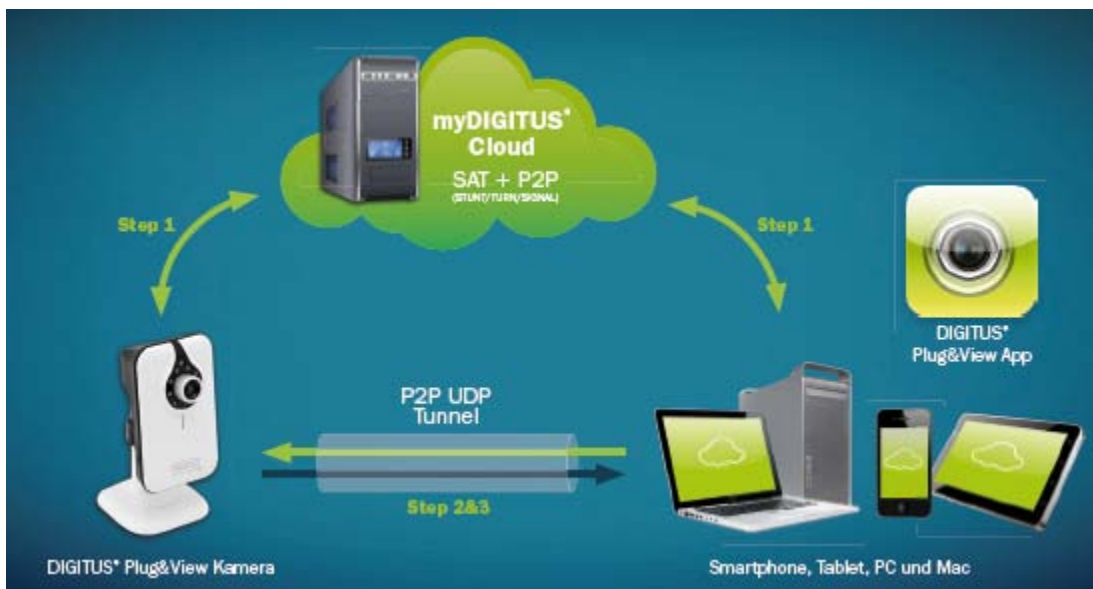 myDIGITUS*
Cloud
SAT + P2P
(STUNT/TURN/SIGNAL)
Step 1
Step 1
DIGITUS*
Plug&View App
P2P UDP
Tunnel
Step 2&3
DIGITUS* Plug&View Kamera
Smartphone, Tablet, PC und Mac